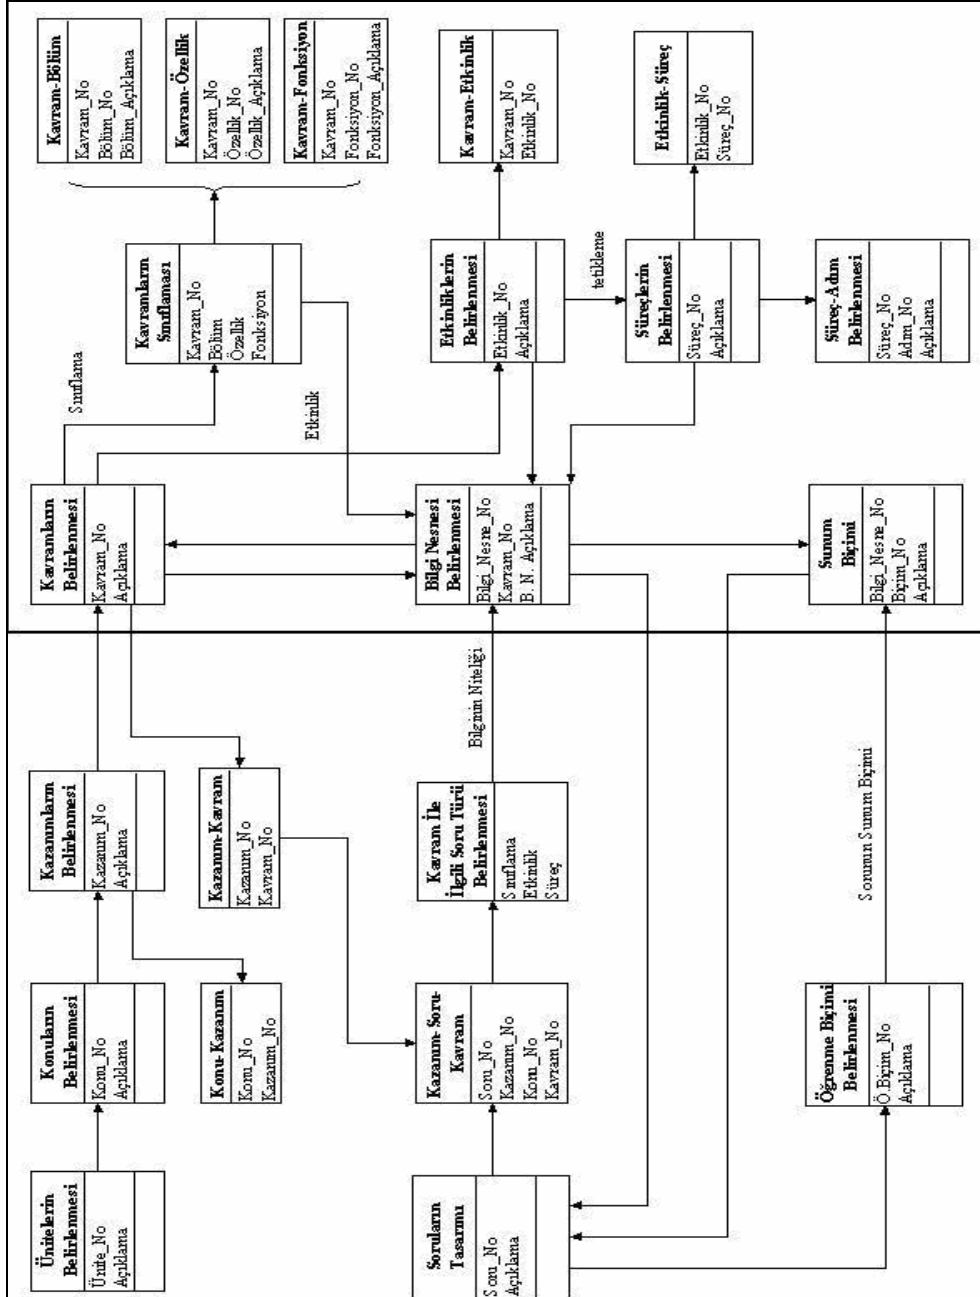 Ünitelerin
Belirlenmesi
Ünite_No
Açıklama
Konuların
Belirlenmesi
Konu_No
Açıklama
Kazanımların
Belirlenmesi
Kazanım_No
Açıklama
Kavramların
Belirlenmesi
Kavram_No
Açıklama
Sınıflama
Kavramların
Sınıflaması
Kavram_No
Bölüm
Özellik
Fonksiyon
Kavram-Bölüm
Kavram_No
Bölüm_No
Bölüm_Açıklama
Kavram-Özellik
Kavram_No
Özellik_No
Özellik_Açıklama
Kavram-Fonksiyon
Kavram_No
Fonksiyon_No
Fonksiyon_Açıklama
Konu-Kazanım
Konu_No
Kazanım_No
Kazanım-Kavram
Kazanım_No
Kavram_No
Etkinlik
Soruların
Tasarımı
Soru_No
Açıklama
Kazanım-Soru-
Kavram
Soru_No
Kazanım_No
Konu_No
Kavram_No
Kavram İle
İlgili Soru Türü
Belirlenmesi
Sınıflama
Etkinlik
Süreç
Bilginin Niteliği
Bilgi Nesnesi
Belirlenmesi
Bilgi_Nesne_No
Kavram_No
B. N. Açıklama
Etkinliklerin
Belirlenmesi
Etkinlik_No
Açıklama
Kavram-Etkinlik
Kavram_No
Etkinlik_No
tetikleme
Süreçlerin
Belirlenmesi
Süreç_No
Açıklama
Etkinlik-Süreç
Etkinlik_No
Süreç_No
Öğrenme Biçimi
Belirlenmesi
Ö.Biçim_No
Açıklama
Sorunun Sunum Biçimi
Sunum
Biçimi
Bilgi_Nesne_No
Biçim_No
Açıklama
Süreç-Adım
Belirlenmesi
Süreç_No
Adım_No
Açıklama